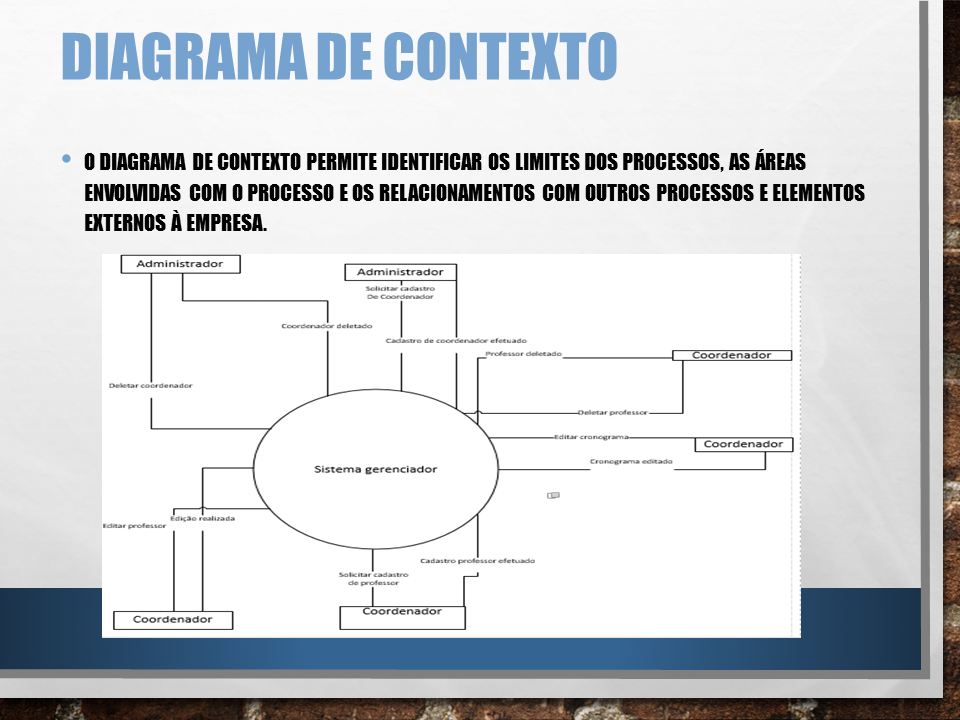 DIAGRAMA DE CONTEXTO
• O DIAGRAMA DE CONTEXTO PERMITE IDENTIFICAR OS LIMITES DOS PROCESSOS, AS ÁREAS
ENVOLVIDAS COM O PROCESSO E OS RELACIONAMENTOS COM OUTROS PROCESSOS E ELEMENTOS
EXTERNOS À EMPRESA.
Administrador
Administrador
Solicitar cadastro
De Coordenador
Coordenador deletado
Cadastro de coordenador efetuado
Professor deletado
Coordenador
Deletar coordenador
Deletar professor
Editar cronograma
Coordenador
Cronograma editado
Sistema gerenciador
Edição realizada
Editar professor
Cadastro professor efetuado
Solicitar cadastro
de professor
Coordenador
Coordenador